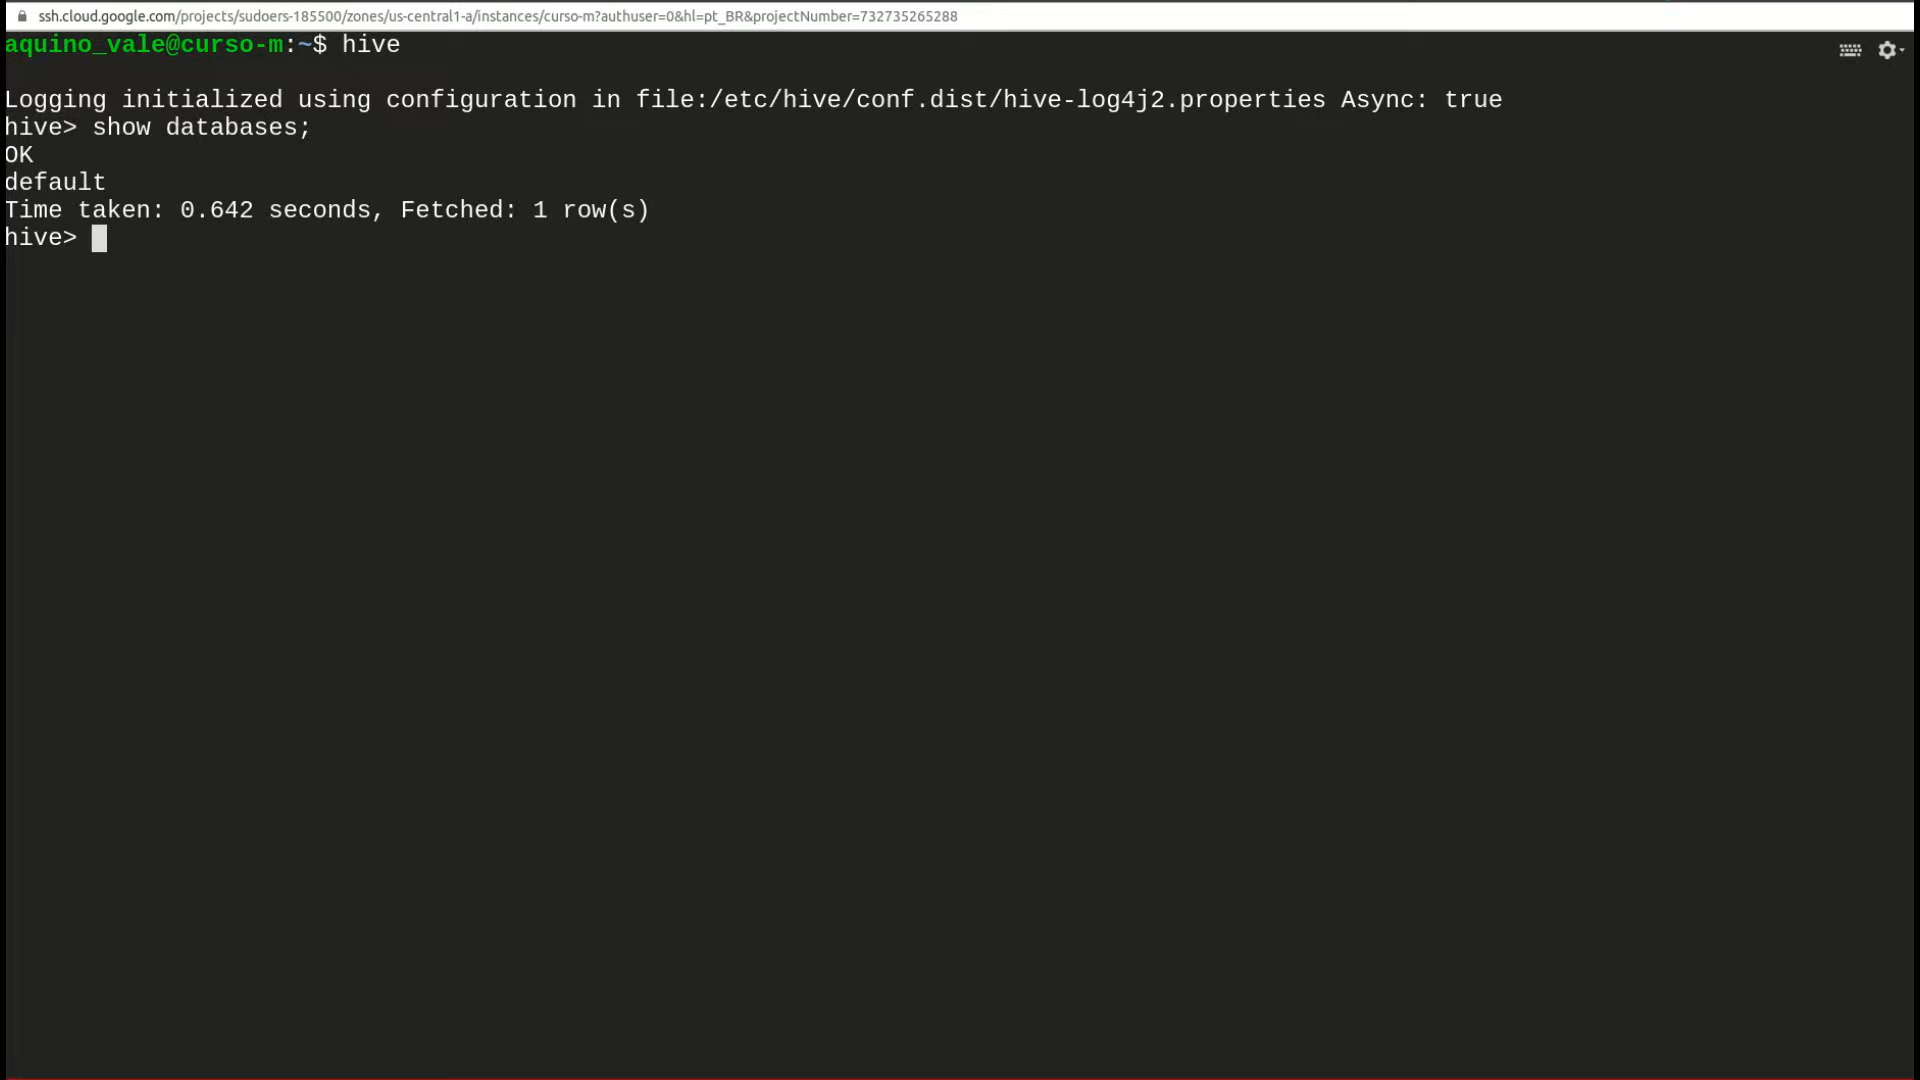 ssh.cloud.google.com/projects/sudoers-185500/zones/us-central1-a/instances/curso-m?authuser=0&hl=pt_BR&projectNumber=732735265288
aquino_vale@curso-m:~$ hive
Logging initialized using configuration in file:/etc/hive/conf.dist/hive-log4j2.properties Async: true
hive> show databases;
OK
default
Time taken: 0.642 seconds, Fetched: 1 row(s)
hive>